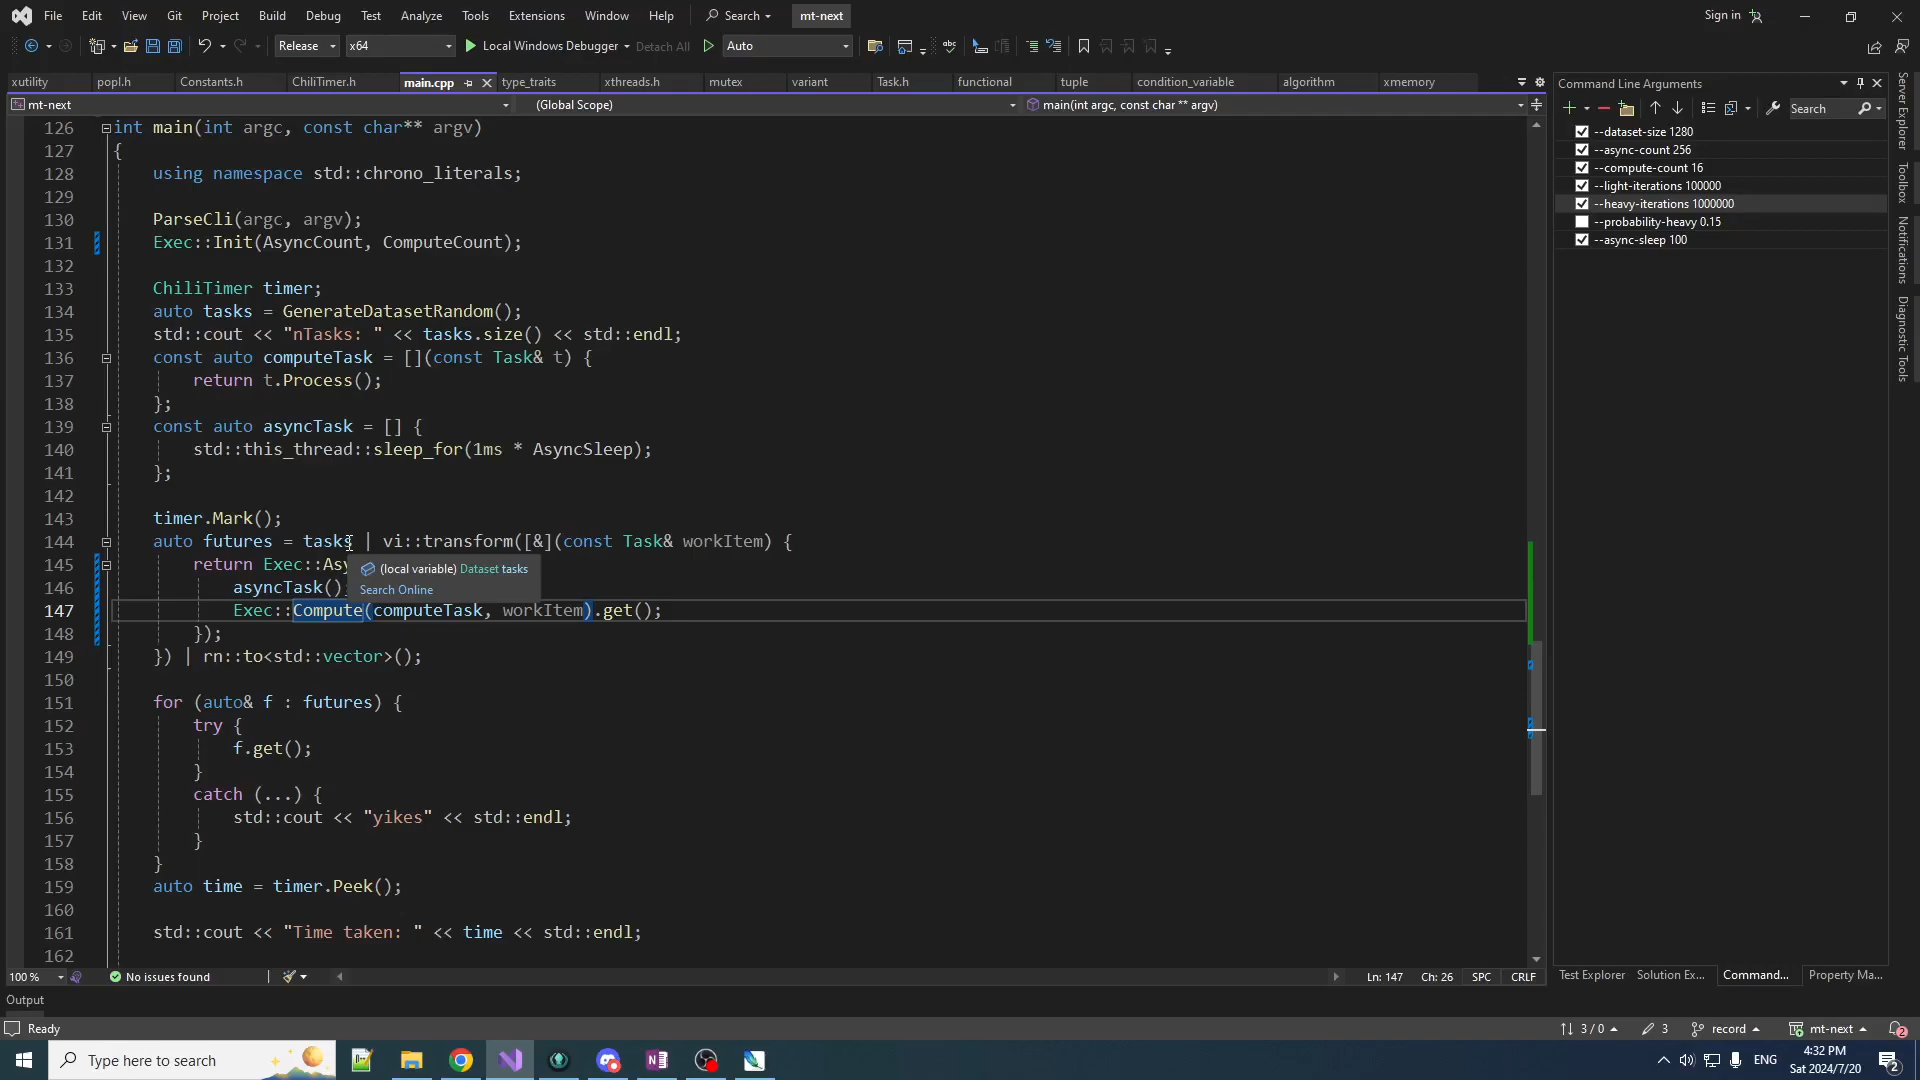 File Edit View Git Project Build Debug Test Analyze Tools Extensions Window Help Search mt-next Sign in
Release x64 Local Windows Debugger Detach All Auto
xutility popl.h Constants.h ChiliTimer.h main.cpp type_traits xthreads.h mutex variant Task.h functional tuple condition_variable algorithm xmemory
mt-next (Global Scope) main(int argc, const char ** argv)
126 int main(int argc, const char** argv)
127 {
128 using namespace std::chrono_literals;
129
130 ParseCli(argc, argv);
131 Exec::Init(AsyncCount, ComputeCount);
132
133 ChiliTimer timer;
134 auto tasks = GenerateDatasetRandom();
135 std::cout << "nTasks: " << tasks.size() << std::endl;
136 const auto computeTask = [](const Task& t) {
137 return t.Process();
138 };
139 const auto asyncTask = [] {
140 std::this_thread::sleep_for(1ms * AsyncSleep);
141 };
142
143 timer.Mark();
144 auto futures = tasks | vi::transform([&](const Task& workItem) {
145 return Exec::Asy
(local variable) Dataset tasks
Search Online
146 asyncTask()
147 Exec::Compute(computeTask, workItem).get();
148 });
149 }) | rn::to<std::vector>();
150
151 for (auto& f : futures) {
152 try {
153 f.get();
154 }
155 catch (...) {
156 std::cout << "yikes" << std::endl;
157 }
158 }
159 auto time = timer.Peek();
160
161 std::cout << "Time taken: " << time << std::endl;
162
100 % No issues found Ln: 147 Ch: 26 SPC CRLF
Command Line Arguments
Search
--dataset-size 1280
--async-count 256
--compute-count 16
--light-iterations 100000
--heavy-iterations 1000000
--probability-heavy 0.15
--async-sleep 100
Test Explorer Solution Ex... Command... Property Ma...
Server Explorer
Toolbox
Notifications
Diagnostic Tools
Output
Ready 3 / 0 3 record mt-next 2
Type here to search ENG 4:32 PM
Sat 2024/7/20 2